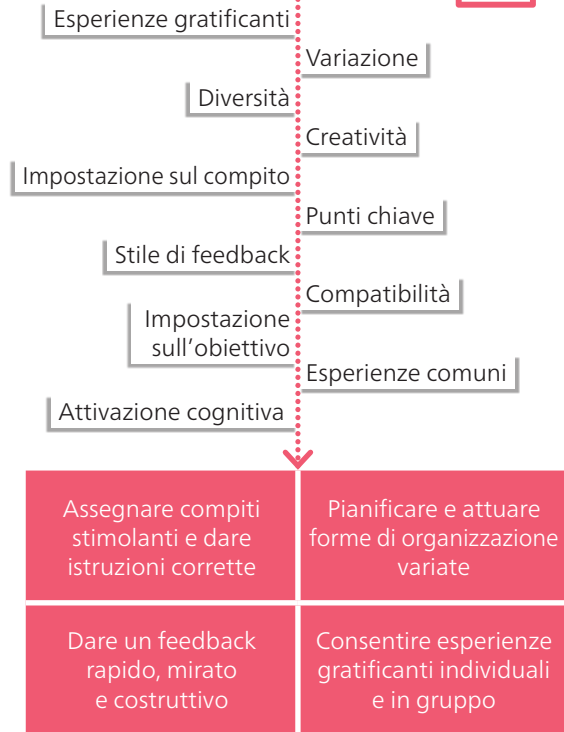 Esperienze gratificanti
Variazione
Diversità
Creatività
Impostazione sul compito
Punti chiave
Stile di feedback
Compatibilità
Impostazione
sull'obiettivo
Esperienze comuni
Attivazione cognitiva
Assegnare compiti
stimolanti e dare
istruzioni corrette
Pianificare e attuare
forme di organizzazione
variate
Dare un feedback
rapido, mirato
e costruttivo
Consentire esperienze
gratificanti individuali
e in gruppo